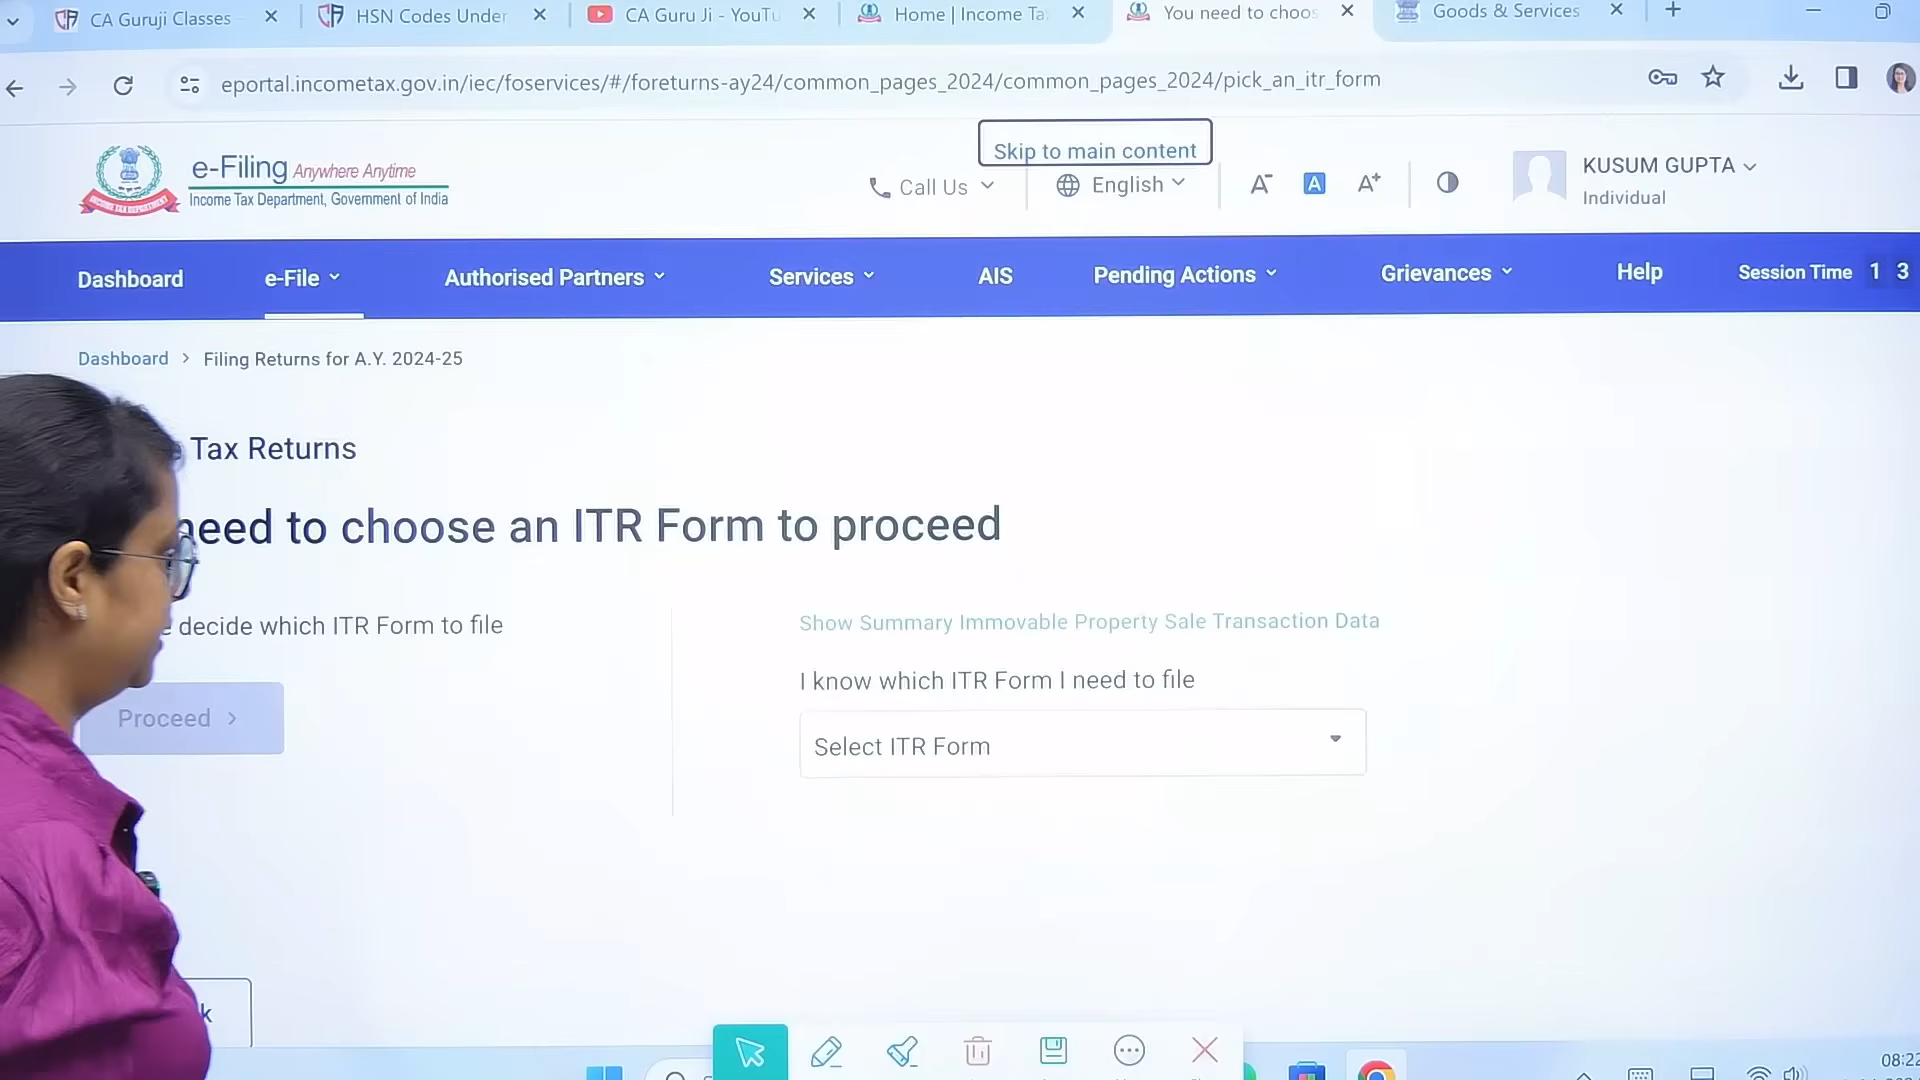 CA Guruji Classes
HSN Codes Under
CA Guru Ji - YouTu
Home | Income Ta
You need to choos
Goods & Services
eportal.incometax.gov.in/iec/foservices/#/foreturns-ay24/common_pages_2024/common_pages_2024/pick_an_itr_form
e-Filing Anywhere Anytime
Income Tax Department, Government of India
Skip to main content
Call Us
English
A-
A
A+
KUSUM GUPTA
Individual
Dashboard
e-File
Authorised Partners
Services
AIS
Pending Actions
Grievances
Help
Session Time 1 3
Dashboard > Filing Returns for A.Y. 2024-25
Tax Returns
need to choose an ITR Form to proceed
decide which ITR Form to file
Proceed >
Show Summary Immovable Property Sale Transaction Data
I know which ITR Form I need to file
Select ITR Form
k
08:22